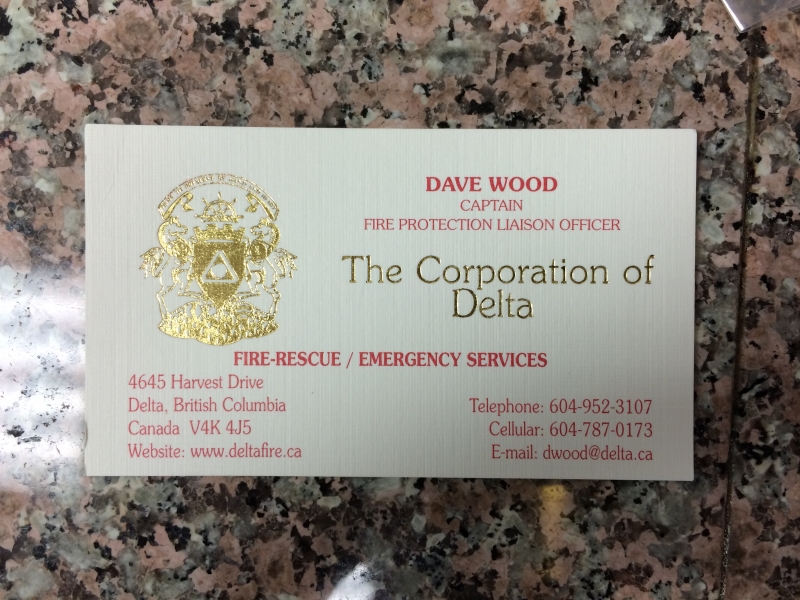 DAVE WOOD
CAPTAIN
FIRE PROTECTION LIAISON OFFICER
The Corporation of
Delta
FIRE-RESCUE / EMERGENCY SERVICES
4645 Harvest Drive
Delta, British Columbia
Canada V4K 4J5
Website: www.deltafire.ca
Telephone: 604-952-3107
Cellular: 604-787-0173
E-mail: dwood@delta.ca